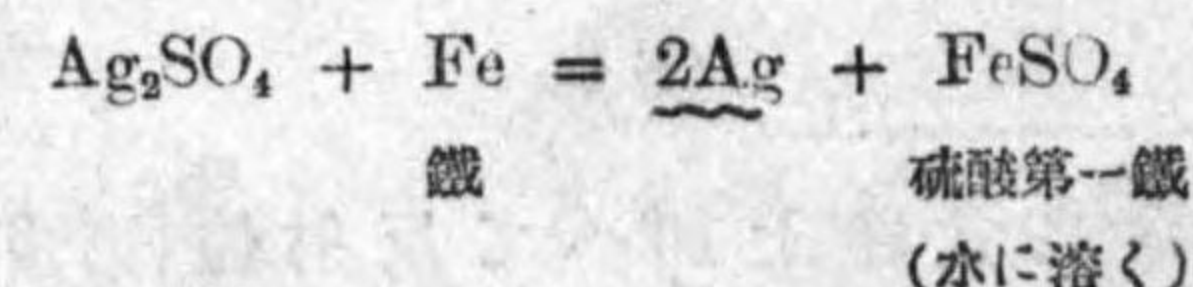 Ag₂SO₄ + Fe = 2Ag + FeSO₄
鐵 硫酸第一鐵
(水に溶く)